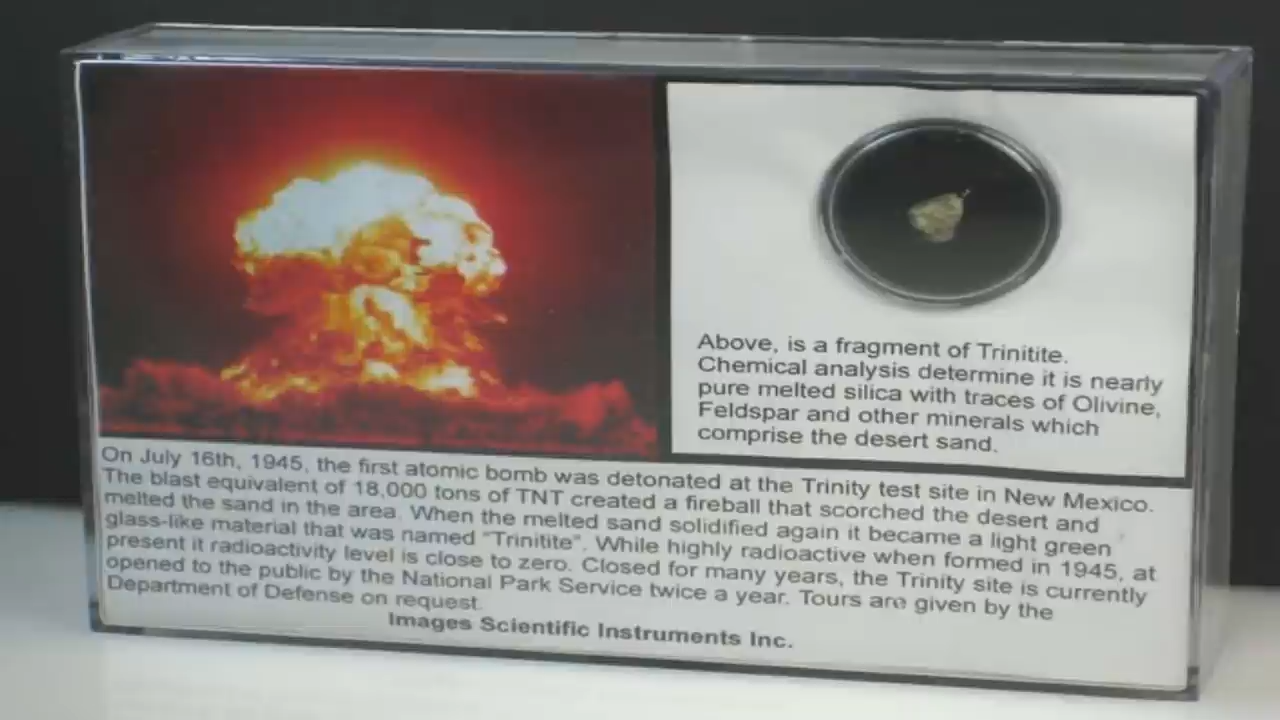 Above, is a fragment of Trinitite.
Chemical analysis determine it is nearly
pure melted silica with traces of Olivine,
Feldspar and other minerals which
comprise the desert sand.
On July 16th, 1945, the first atomic bomb was detonated at the Trinity test site in New Mexico.
The blast equivalent of 18,000 tons of TNT created a fireball that scorched the desert and
melted the sand in the area. When the melted sand solidified again it became a light green
glass-like material that was named "Trinitite". While highly radioactive when formed in 1945, at
present it radioactivity level is close to zero. Closed for many years, the Trinity site is currently
opened to the public by the National Park Service twice a year. Tours are given by the
Department of Defense on request.
Images Scientific Instruments Inc.